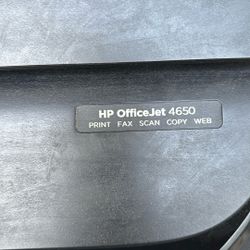 HP OfficeJet 4650
PRINT FAX SCAN COPY WEB